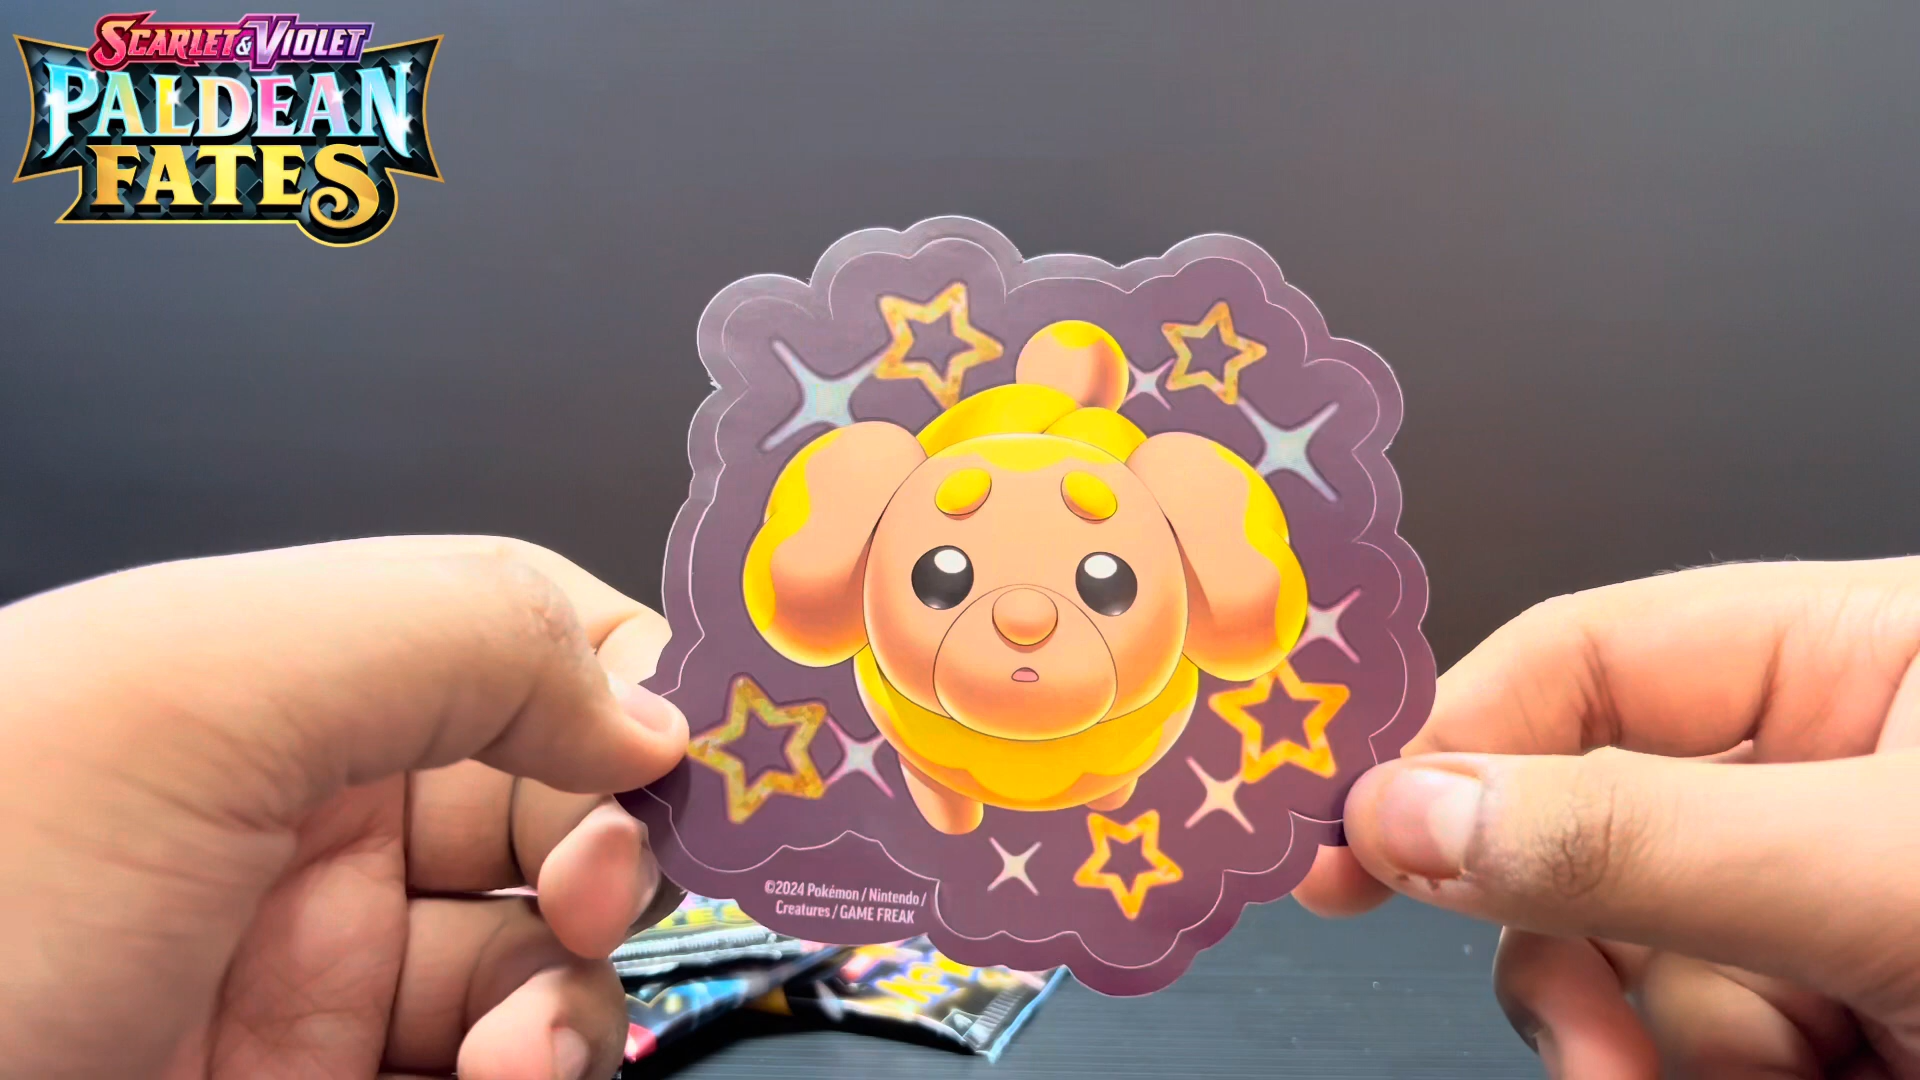 SCARLET & VIOLET
PALDEAN
FATES
©2024 Pokémon / Nintendo /
Creatures / GAME FREAK